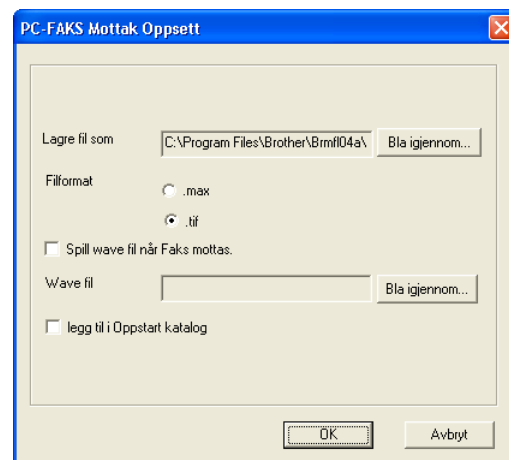 PC-FAKS Mottak Oppsett
Lagre fil som C:\Program Files\Brother\Brmfl04a\ Bla igjennom...
Filformat
.max
.tif
Spill wave fil når Faks mottas.
Wave fil Bla igjennom...
legg til i Oppstart katalog
OK Avbryt